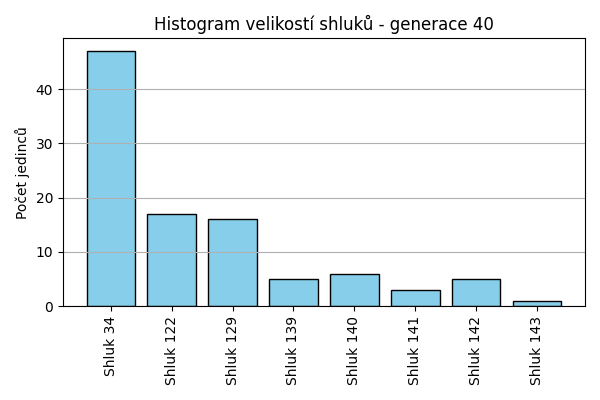 Histogram velikostí shluků - generace 40
Počet jedinců
40
30
20
10
0
Shluk 34
Shluk 122
Shluk 129
Shluk 139
Shluk 140
Shluk 141
Shluk 142
Shluk 143